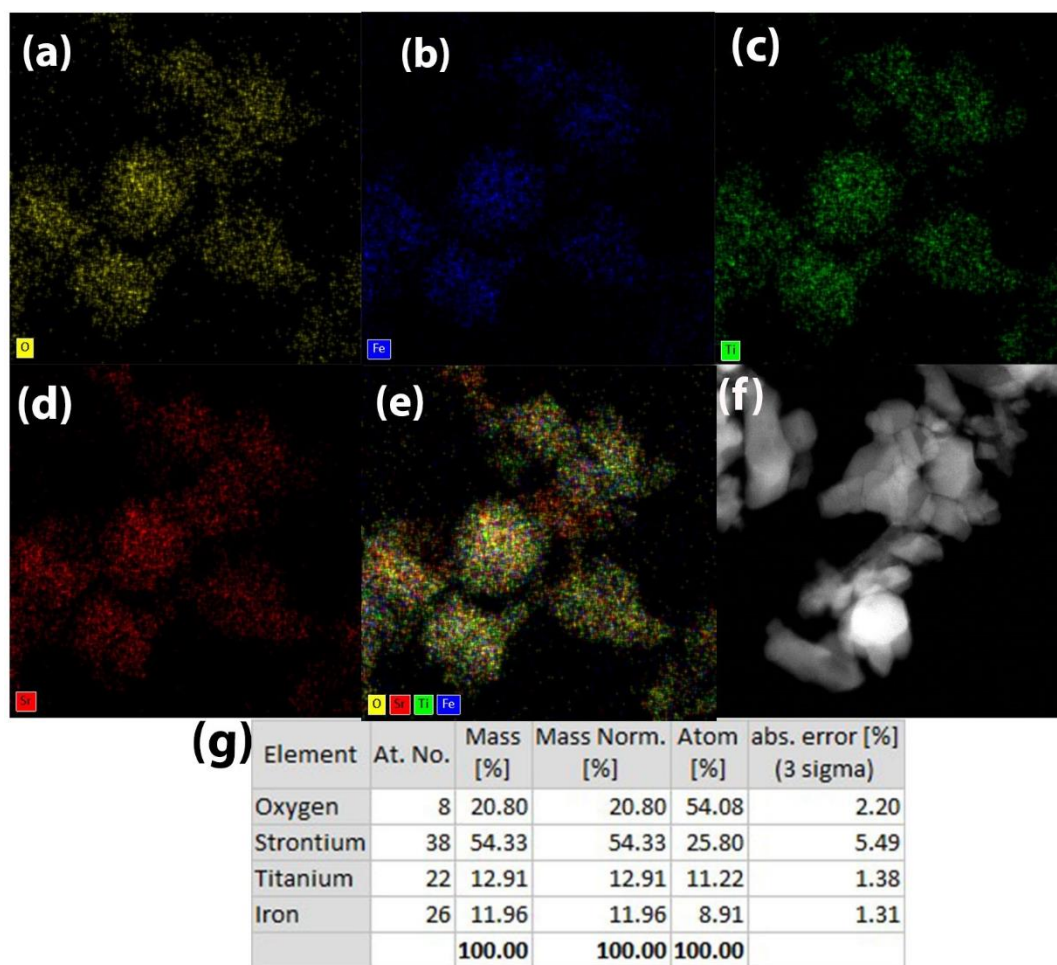 (a)
(b)
(c)
O
Fe
Ti
(d)
(e)
(f)
Sr
O Sr Ti Fe
(g)
Element At. No. Mass [%] Mass Norm. [%] Atom [%] abs. error [%] (3 sigma)
Oxygen 8 20.80 20.80 54.08 2.20
Strontium 38 54.33 54.33 25.80 5.49
Titanium 22 12.91 12.91 11.22 1.38
Iron 26 11.96 11.96 8.91 1.31
100.00 100.00 100.00